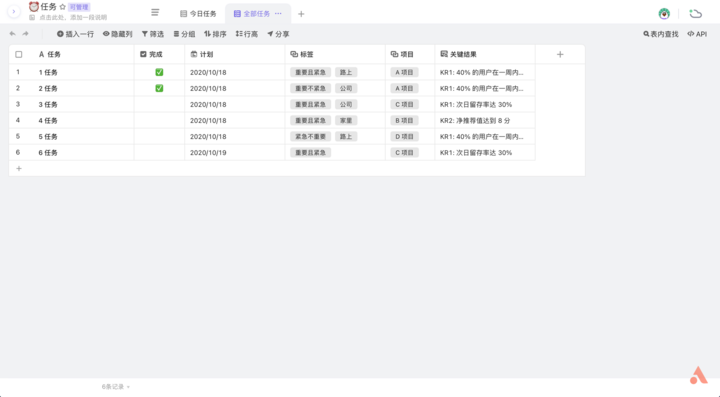 任务 可管理
点击此处，添加一段说明
今日任务 全部任务
插入一行 隐藏列 筛选 分组 排序 行高 分享 表内查找 API
任务 完成 计划 标签 项目 关键结果
1 1 任务 2020/10/18 重要且紧急 路上 A 项目 KR1: 40% 的用户在一周内...
2 2 任务 2020/10/18 重要不紧急 公司 A 项目 KR1: 40% 的用户在一周内...
3 3 任务 2020/10/18 重要且紧急 公司 C 项目 KR1: 次日留存率达 30%
4 4 任务 2020/10/18 重要且紧急 家里 B 项目 KR2: 净推荐值达到 8 分
5 5 任务 2020/10/18 紧急不重要 路上 D 项目 KR1: 40% 的用户在一周内...
6 6 任务 2020/10/19 重要且紧急 C 项目 KR1: 次日留存率达 30%
6条记录